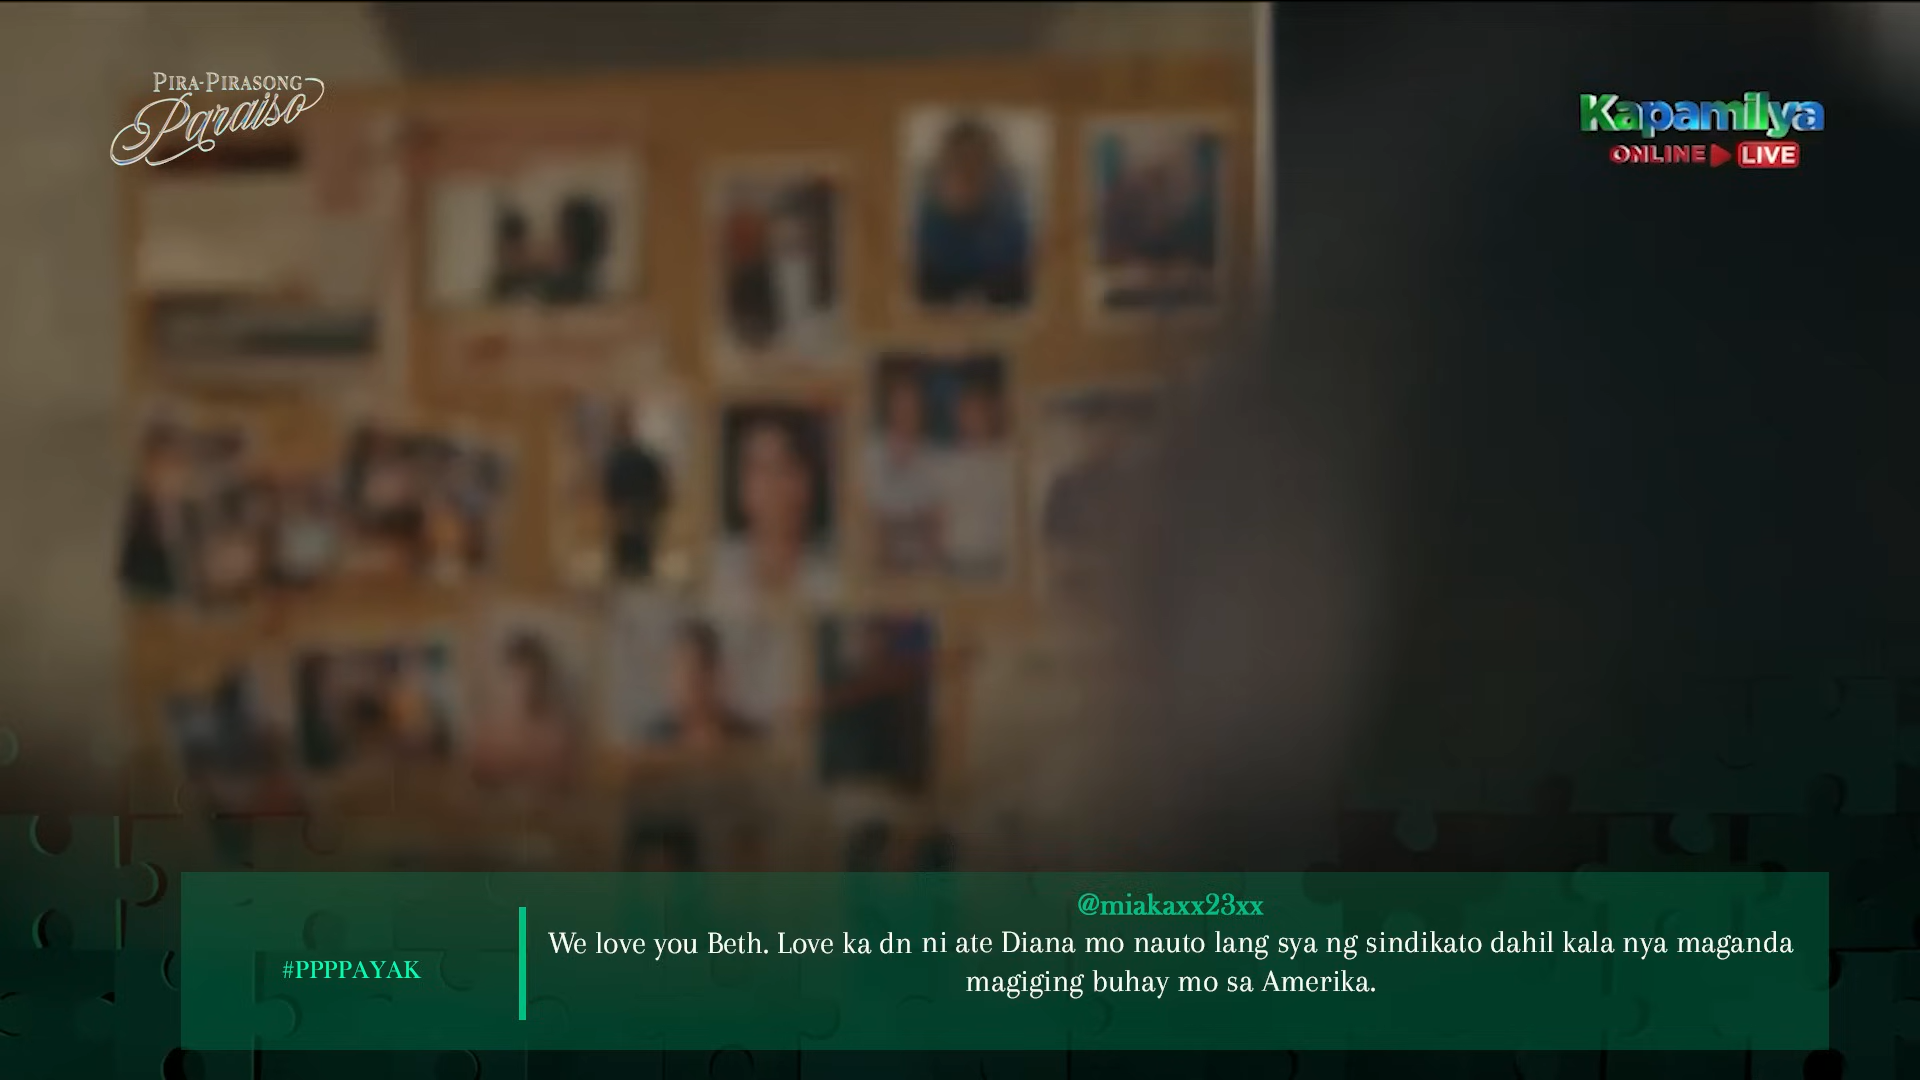 PIRA-PIRASONG
Paraiso
Kapamilya
ONLINE LIVE
@miakaxx23xx
#PPPPAYAK
We love you Beth. Love ka dn ni ate Diana mo nauto lang sya ng sindikato dahil kala nya maganda
magiging buhay mo sa Amerika.